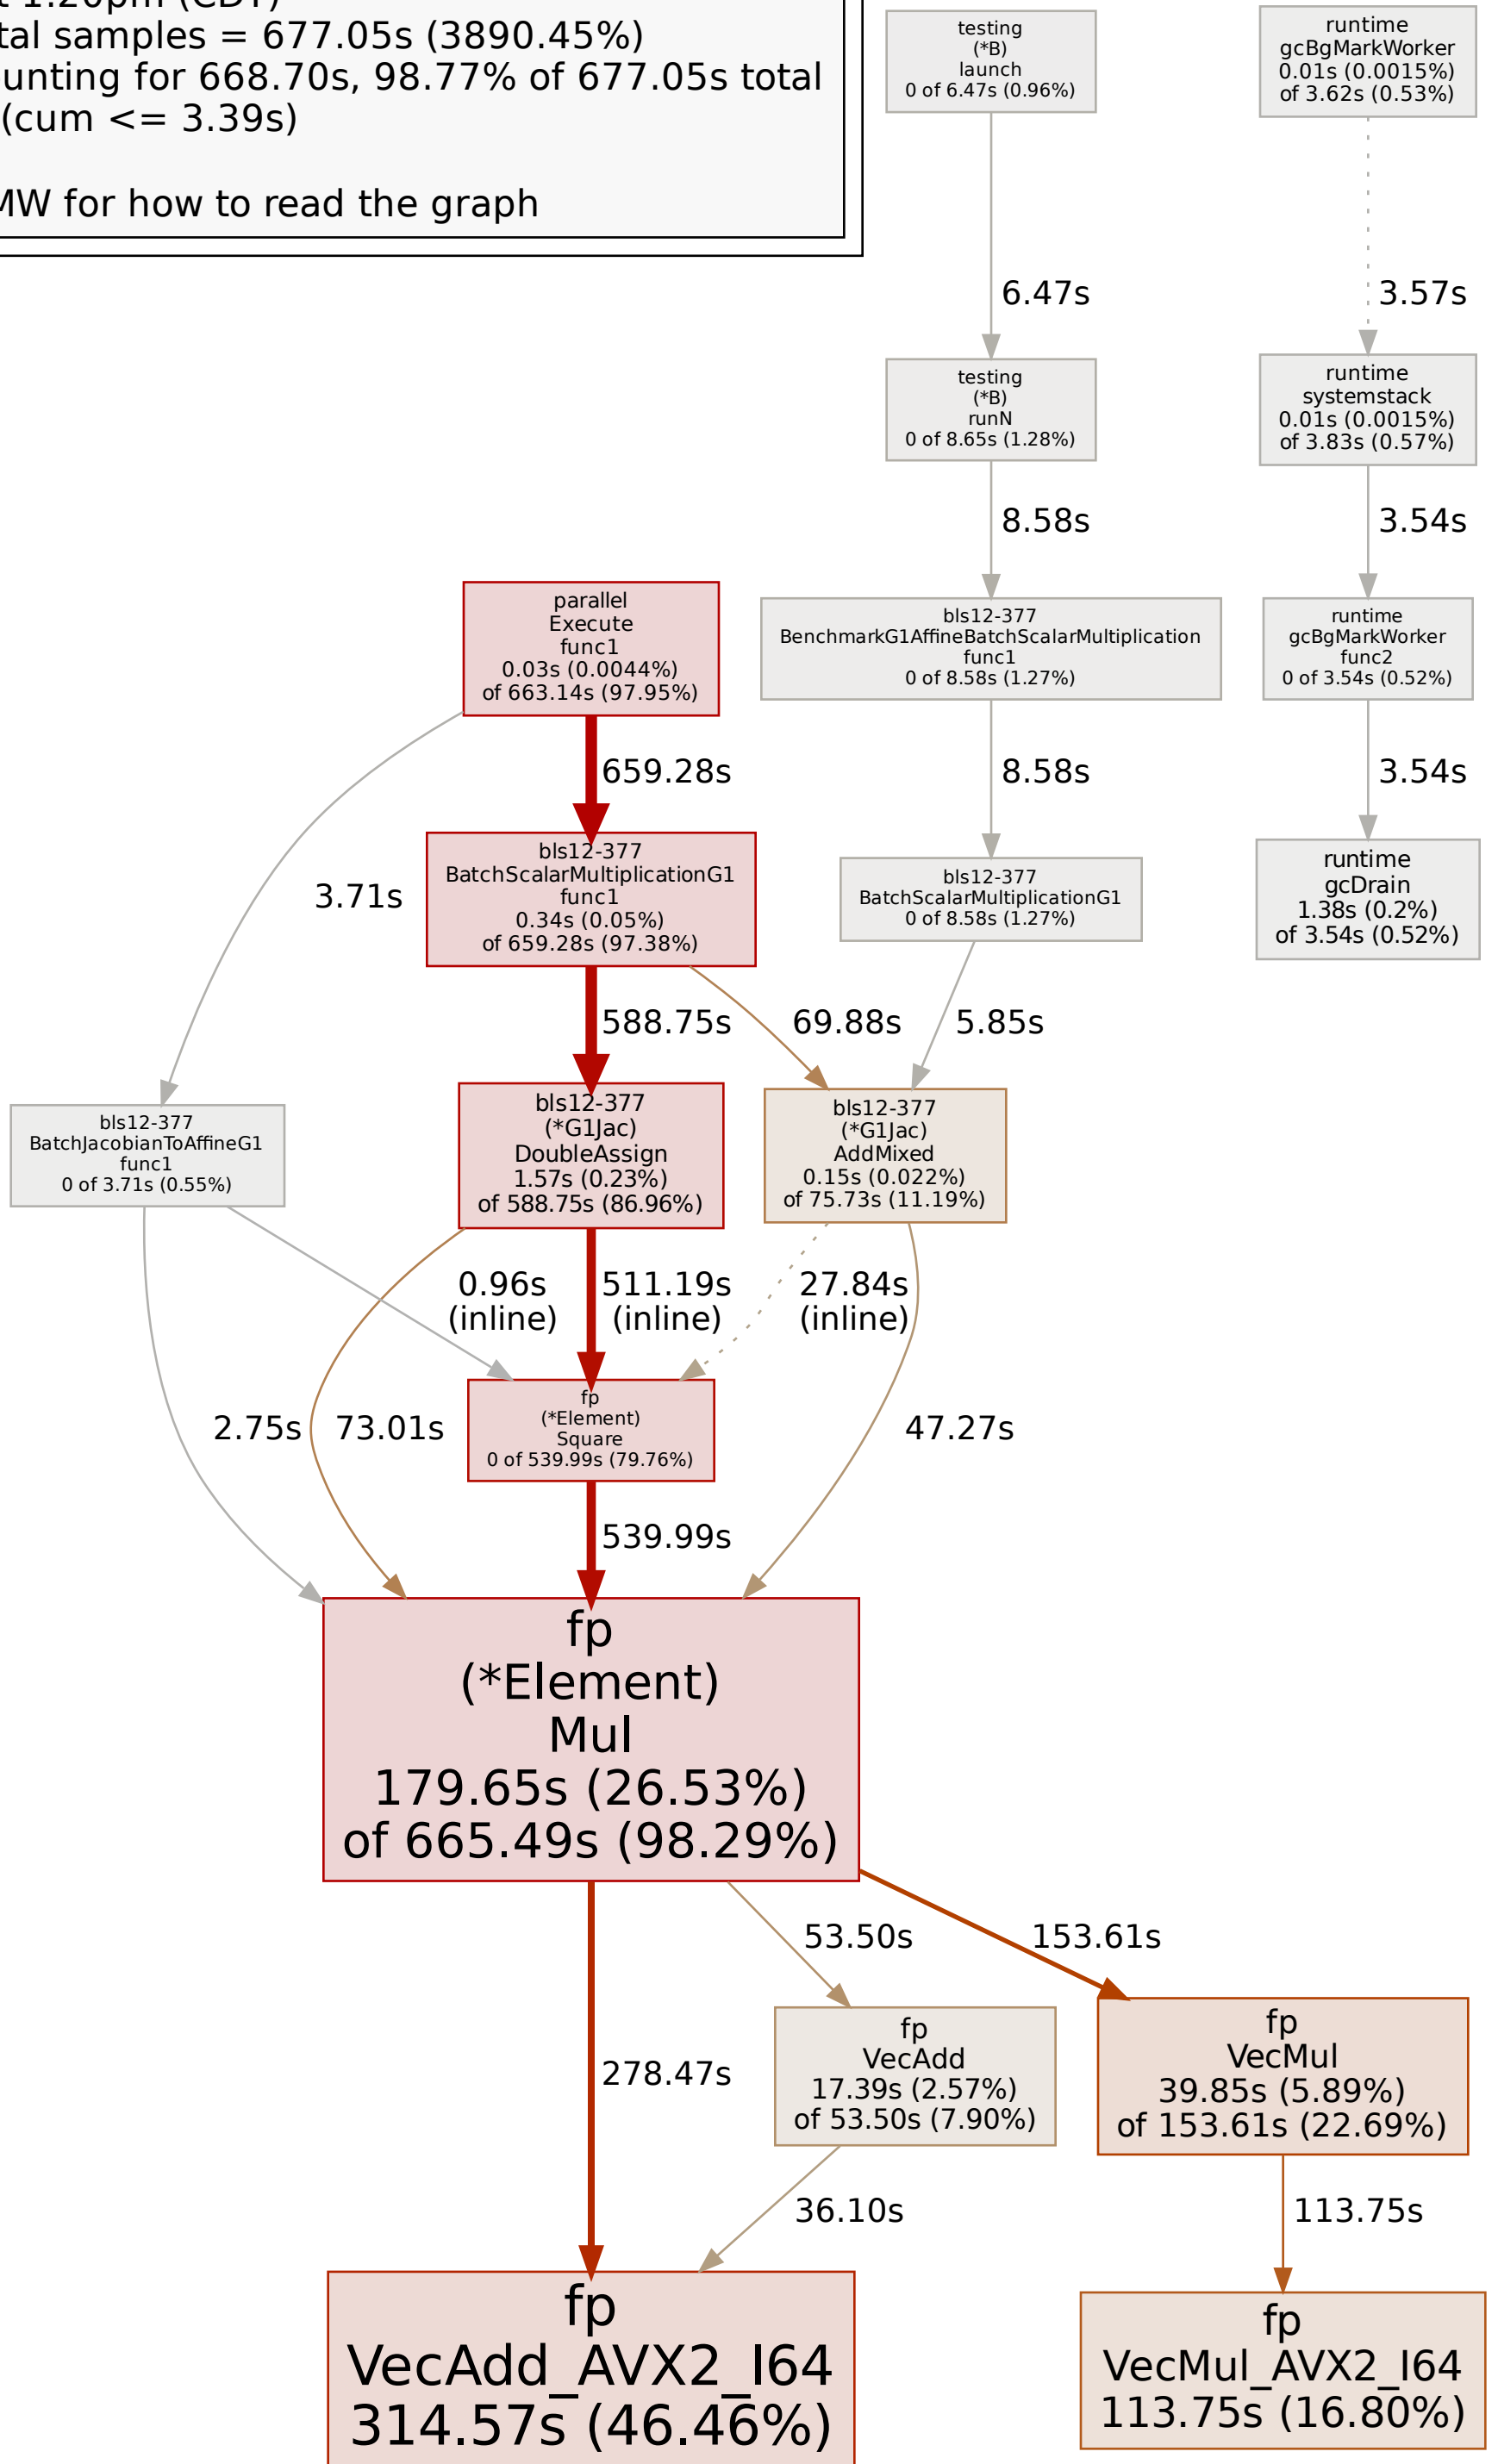 t 1:20pm (CDT)
tal samples = 677.05s (3890.45%)
unting for 668.70s, 98.77% of 677.05s total
(cum <= 3.39s)
MW for how to read the graph
testing
(*B)
launch
0 of 6.47s (0.96%)
runtime
gcBgMarkWorker
0.01s (0.0015%)
of 3.62s (0.53%)
6.47s
3.57s
testing
(*B)
runN
0 of 8.65s (1.28%)
runtime
systemstack
0.01s (0.0015%)
of 3.83s (0.57%)
8.58s
3.54s
parallel
Execute
func1
0.03s (0.0044%)
of 663.14s (97.95%)
bls12-377
BenchmarkG1AffineBatchScalarMultiplication
func1
0 of 8.58s (1.27%)
runtime
gcBgMarkWorker
func2
0 of 3.54s (0.52%)
659.28s
8.58s
3.54s
3.71s
bls12-377
BatchScalarMultiplicationG1
func1
0.34s (0.05%)
of 659.28s (97.38%)
bls12-377
BatchScalarMultiplicationG1
0 of 8.58s (1.27%)
runtime
gcDrain
1.38s (0.2%)
of 3.54s (0.52%)
588.75s
69.88s
5.85s
bls12-377
BatchJacobianToAffineG1
func1
0 of 3.71s (0.55%)
bls12-377
(*G1Jac)
DoubleAssign
1.57s (0.23%)
of 588.75s (86.96%)
bls12-377
(*G1Jac)
AddMixed
0.15s (0.022%)
of 75.73s (11.19%)
0.96s
(inline)
511.19s
(inline)
27.84s
(inline)
2.75s
73.01s
fp
(*Element)
Square
0 of 539.99s (79.76%)
47.27s
539.99s
fp
(*Element)
Mul
179.65s (26.53%)
of 665.49s (98.29%)
53.50s
153.61s
278.47s
fp
VecAdd
17.39s (2.57%)
of 53.50s (7.90%)
fp
VecMul
39.85s (5.89%)
of 153.61s (22.69%)
36.10s
113.75s
fp
VecAdd_AVX2_I64
314.57s (46.46%)
fp
VecMul_AVX2_I64
113.75s (16.80%)